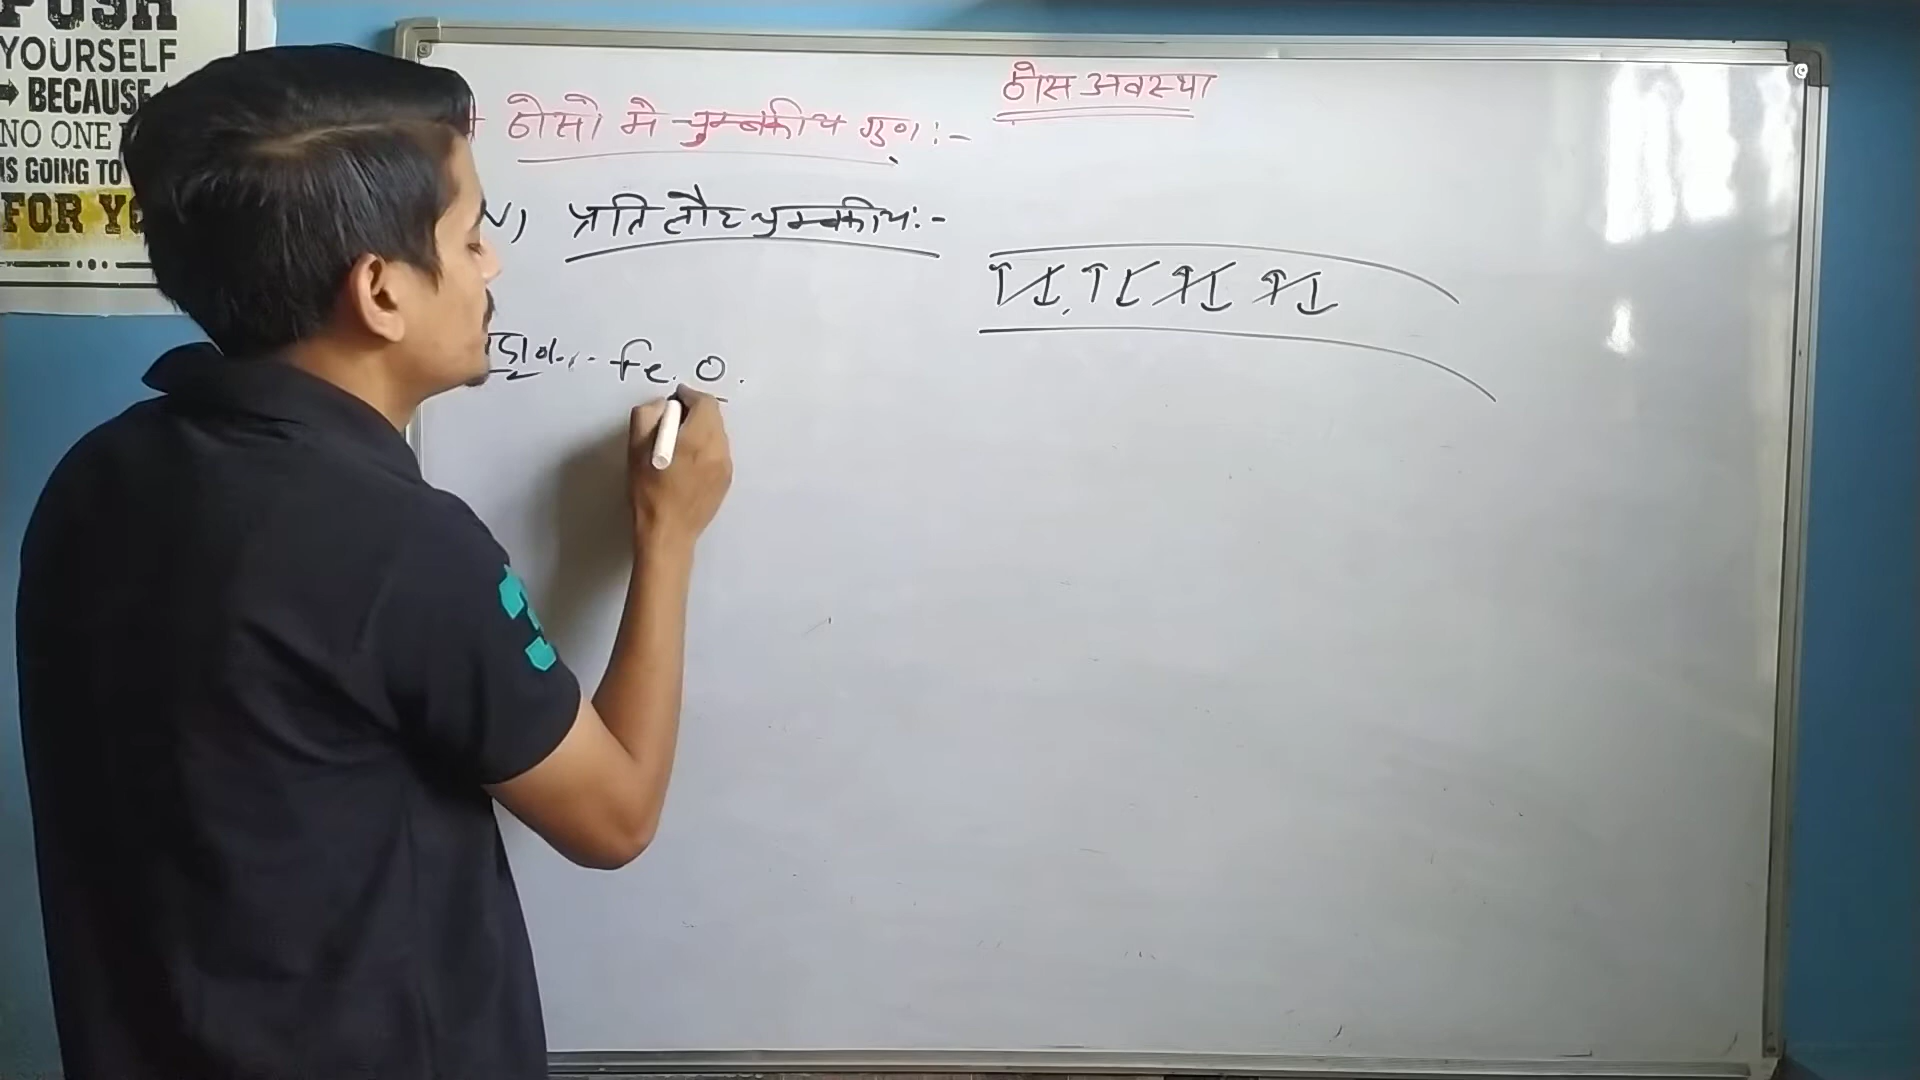 PUSH
YOURSELF
BECAUSE
NO ONE
IS GOING TO
FOR YO
ठोस अवस्था
ठोसो मे चुम्बकीय गुण :-
प्रति लौह चुम्बकीय :-
↑↓ ↑↓ ↑↓ ↑↓
Fe O